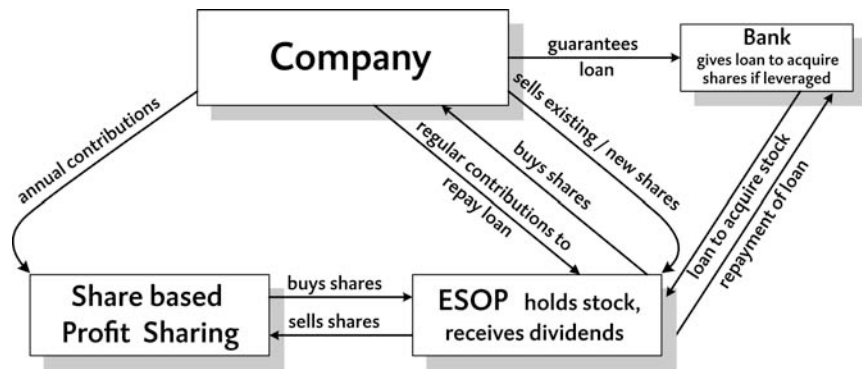 Company
guarantees
loan
Bank
gives loan to acquire
shares if leveraged
annual contributions
regular contributions to
repay loan
buys shares
sells existing / new shares
loan to acquire stock
repayment of loan
Share based
Profit Sharing
buys shares
sells shares
ESOP holds stock,
receives dividends